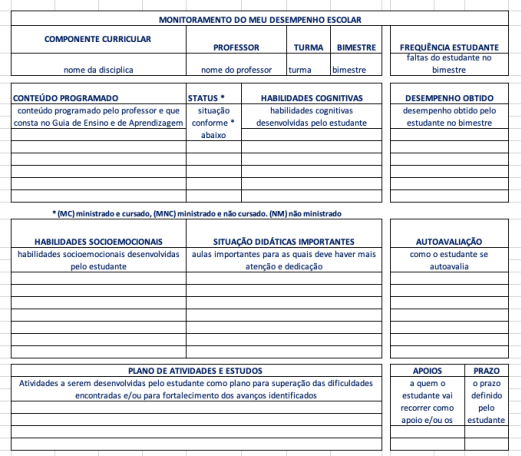 MONITORAMENTO DO MEU DESEMPENHO ESCOLAR
COMPONENTE CURRICULAR
PROFESSOR
TURMA
BIMESTRE
FREQUÊNCIA ESTUDANTE
nome da disciplica
nome do professor
turma
bimestre
faltas do estudante no
bimestre
CONTEÚDO PROGRAMADO
STATUS *
HABILIDADES COGNITIVAS
DESEMPENHO OBTIDO
conteúdo programado pelo professor e que
consta no Guia de Ensino e de Aprendizagem
situação
conforme *
abaixo
habilidades cognitivas
desenvolvidas pelo estudante
desempenho obtido pelo
estudante no bimestre
* (MC) ministrado e cursado, (MNC) ministrado e não cursado. (NM) não ministrado
HABILIDADES SOCIOEMOCIONAIS
SITUAÇÃO DIDÁTICAS IMPORTANTES
AUTOAVALIAÇÃO
habilidades socioemocionais desenvolvidas
pelo estudante
aulas importantes para as quais deve haver mais
atenção e dedicação
como o estudante se
autoavalia
PLANO DE ATIVIDADES E ESTUDOS
APOIOS
PRAZO
Atividades a serem desenvolvidas pelo estudante como plano para superação das dificuldades
encontradas e/ou para fortalecimento dos avanços identificados
a quem o
estudante vai
recorrer como
apoio e/ou os
o prazo
definido
pelo
estudante